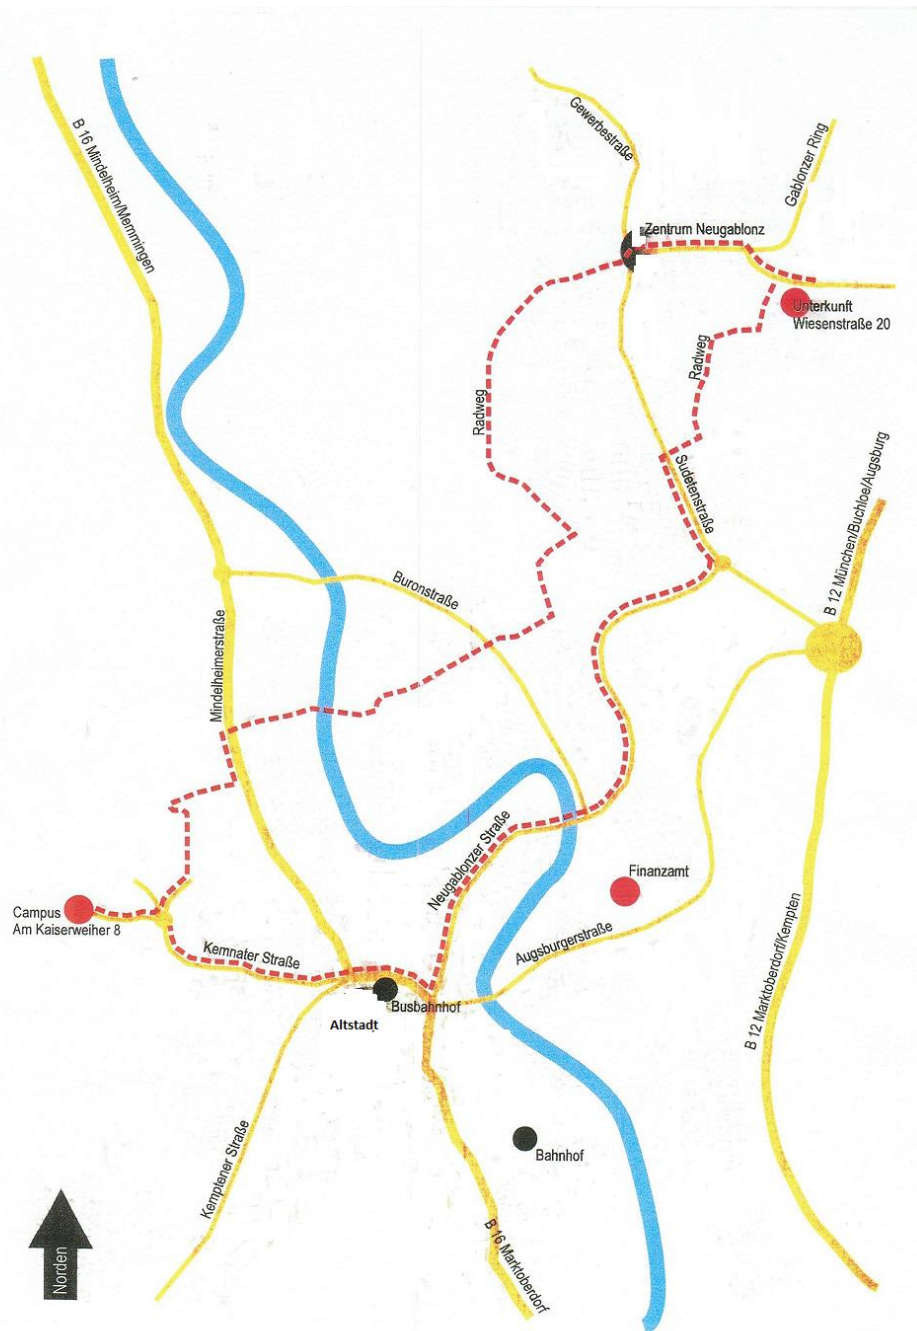 Gewerbestraße
Gablonzer Ring
B 16 Mindelheim/Memmingen
Zentrum Neugablonz
Unterkunft
Wiesenstraße 20
Radweg
Radweg
Sudetenstraße
B 12 München/Buchloe/Augsburg
Buronstraße
Mindelheimerstraße
Neugablonzer Straße
Finanzamt
Campus
Am Kaiserweiher 8
Kemnater Straße
Augsburgerstraße
B 12 Marktoberdorf/Kempten
Busbahnhof
Altstadt
Bahnhof
Kemptener Straße
B 16 Marktoberdorf
Norden